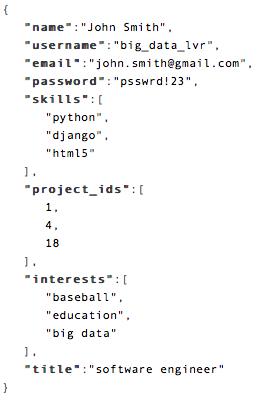 {
"name":"John Smith",
"username":"big_data_lvr",
"email":"john.smith@gmail.com",
"password":"psswrd!23",
"skills":[
"python",
"django",
"html5"
],
"project_ids":[
1,
4,
18
],
"interests":[
"baseball",
"education",
"big data"
],
"title":"software engineer"
}